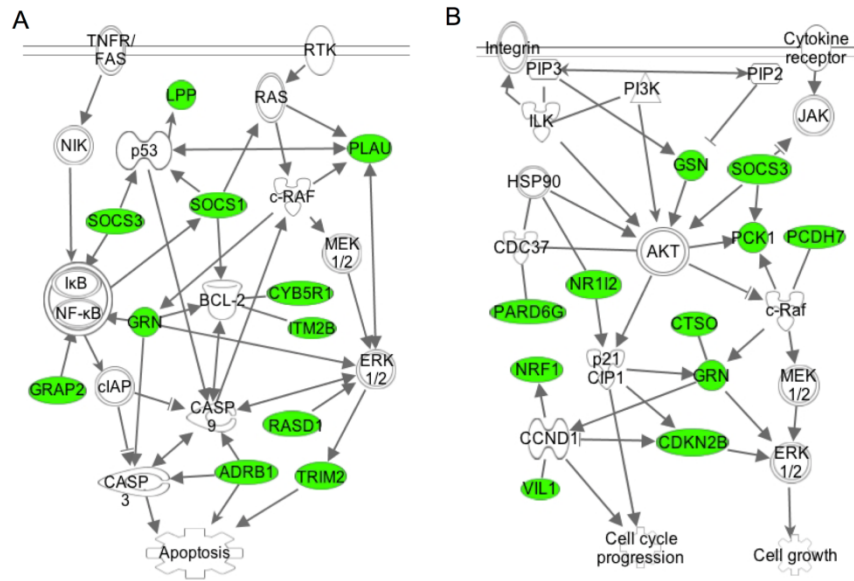 A
TNFR/
FAS
RTK
LPP
RAS
NIK
p53
PLAU
c-RAF
SOCS3
SOCS1
MEK
1/2
IκB
NF-κB
BCL-2
CYB5R1
GRN
ITM2B
GRAP2
cIAP
ERK
1/2
CASP
9
RASD1
CASP
3
ADRB1
TRIM2
Apoptosis
B
Integrin
Cytokine
receptor
PIP3
PIP2
PI3K
ILK
JAK
GSN
SOCS3
HSP90
CDC37
AKT
PCK1
PCDH7
NR1I2
PARD6G
c-Raf
CTSO
NRF1
p21
CIP1
GRN
MEK
1/2
CCND1
CDKN2B
ERK
1/2
VIL1
Cell cycle
progression
Cell growth